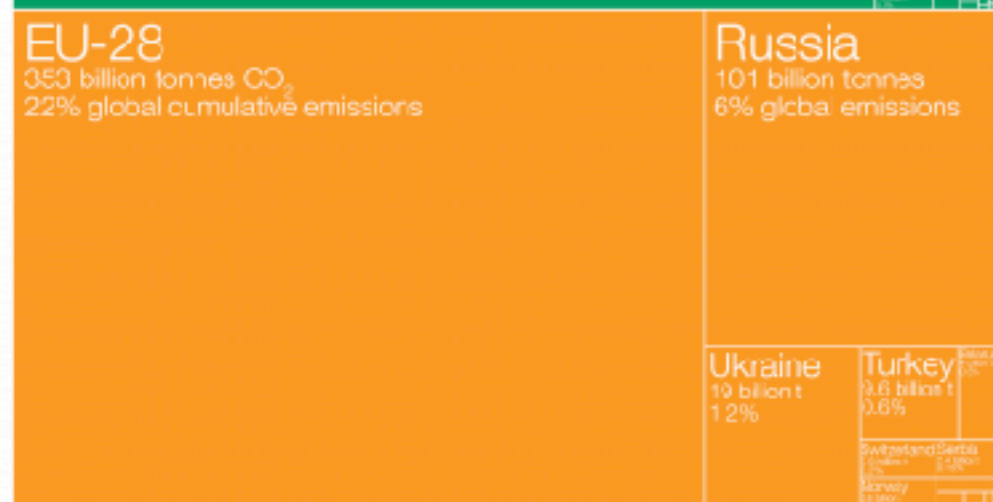 EU-28
353 billion tonnes CO₂
22% global cumulative emissions
Russia
101 billion tonnes
6% global emissions
Ukraine
19 billion t
1.2%
Turkey
9.6 billion t
0.6%
Switzerland
Serbia
Norway